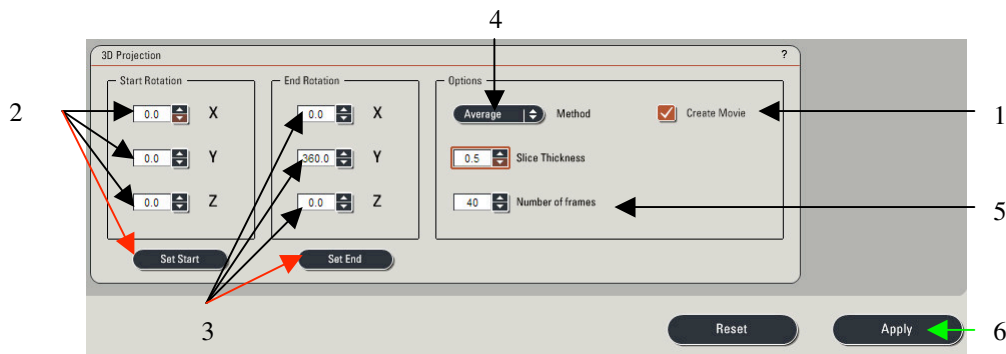 4
3D Projection ?
Start Rotation End Rotation Options
2 0.0 X 0.0 X Average Method Create Movie 1
0.0 Y 360.0 Y 0.5 Slice Thickness
0.0 Z 0.0 Z 40 Number of frames 5
Set Start Set End
3 Reset Apply 6